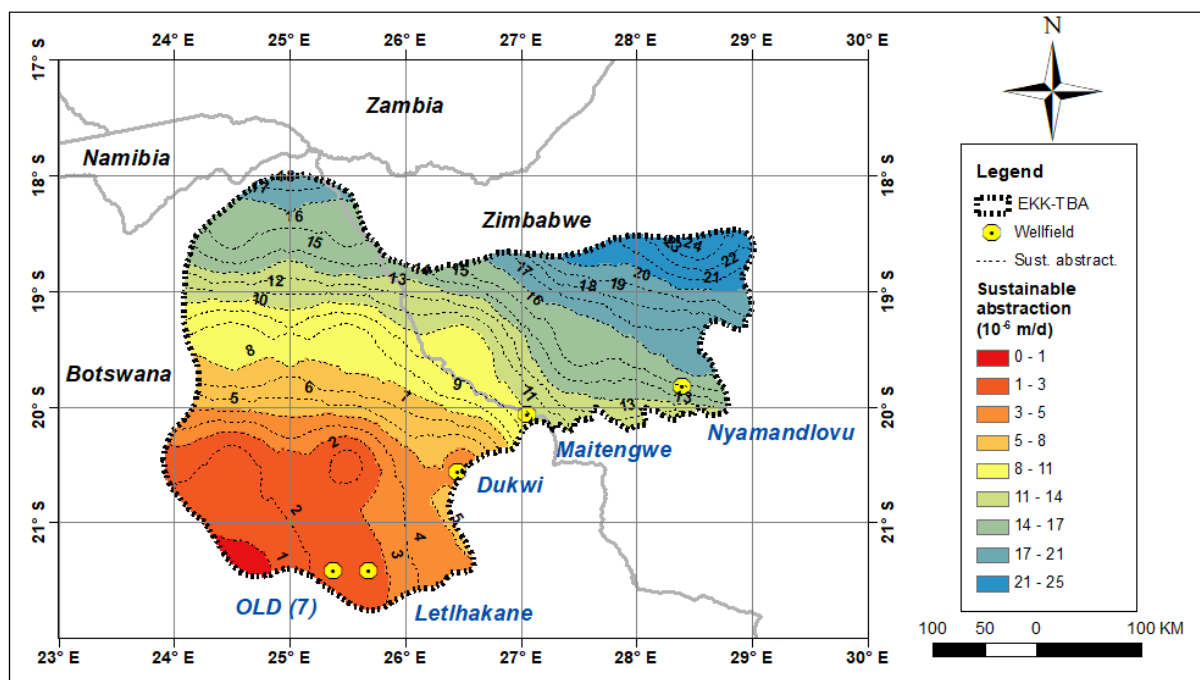 24° E 25° E 26° E 27° E 28° E 29° E 30° E
N
17° S
Zambia
Namibia
Legend
EKK-TBA
18° S
18
17
16
Zimbabwe
Wellfield
Sust. abstract.
15
24
22
15
13
17
20
21
Sustainable
abstraction
(10⁻⁶ m/d)
19° S
12
18
19
10
16
0 - 1
8
1 - 3
Botswana
6
7
9
11
3 - 5
20° S
5
13
13
5 - 8
Nyamandlovu
Maitengwe
8 - 11
2
Dukwi
11 - 14
21° S
2
5
14 - 17
4
17 - 21
1
3
21 - 25
OLD (7)
Letlhakane
100 50 0 100 KM
23° E 24° E 25° E 26° E 27° E 28° E 29° E 30° E